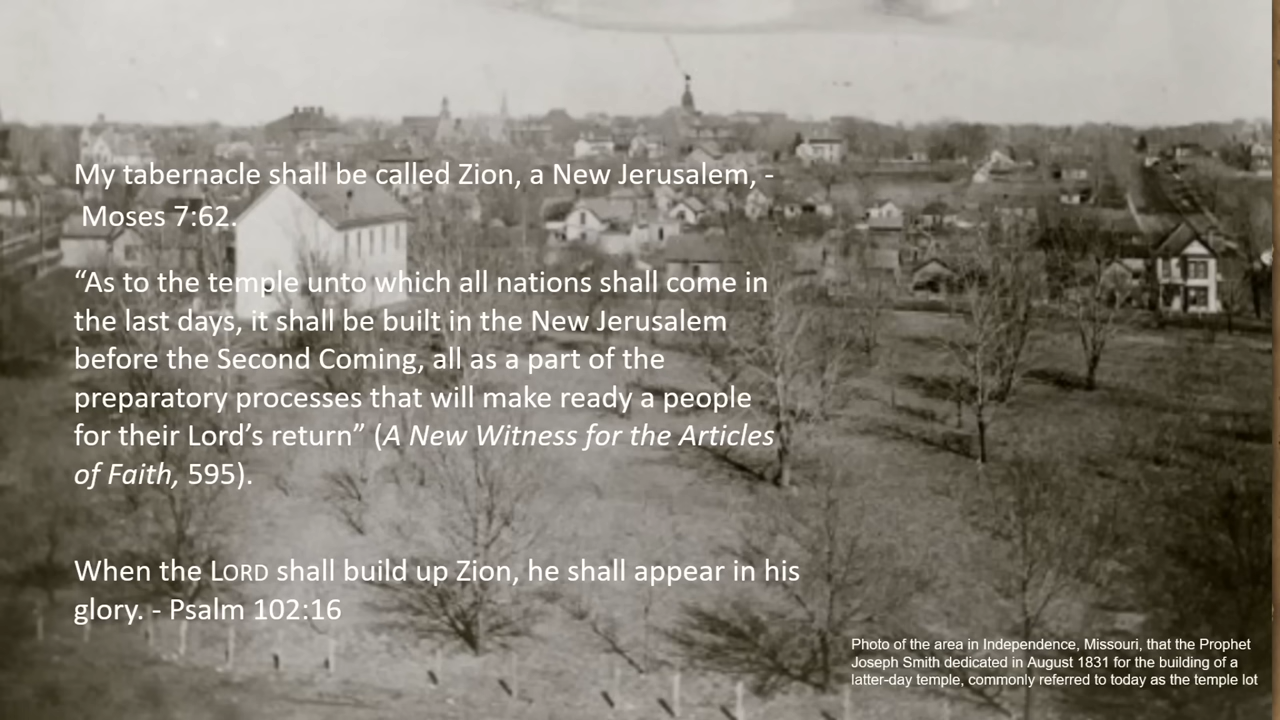 My tabernacle shall be called Zion, a New Jerusalem, -
Moses 7:62.
“As to the temple unto which all nations shall come in
the last days, it shall be built in the New Jerusalem
before the Second Coming, all as a part of the
preparatory processes that will make ready a people
for their Lord’s return” (A New Witness for the Articles
of Faith, 595).
When the LORD shall build up Zion, he shall appear in his
glory. - Psalm 102:16
Photo of the area in Independence, Missouri, that the Prophet
Joseph Smith dedicated in August 1831 for the building of a
latter-day temple, commonly referred to today as the temple lot